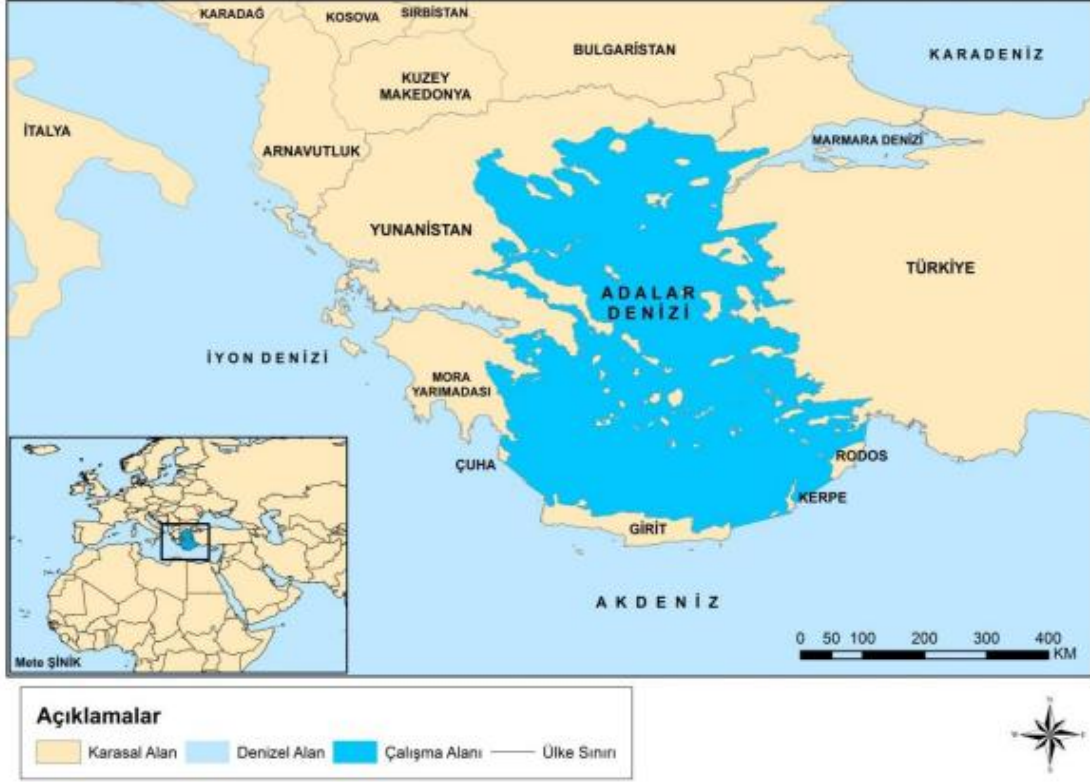 KARADAĞ
KOSOVA
SIRBİSTAN
BULGARİSTAN
KARADENİZ
KUZEY
MAKEDONYA
İTALYA
ARNAVUTLUK
MARMARA DENİZİ
YUNANİSTAN
TÜRKİYE
ADALAR
DENİZİ
İYON DENİZİ
MORA
YARIMADASI
ÇUHA
RODOS
KERPE
GİRİT
AKDENİZ
0 50 100 200 300 400
KM
Mete ŞİNİK
Açıklamalar
Karasal Alan Denizel Alan Çalışma Alanı Ülke Sınırı